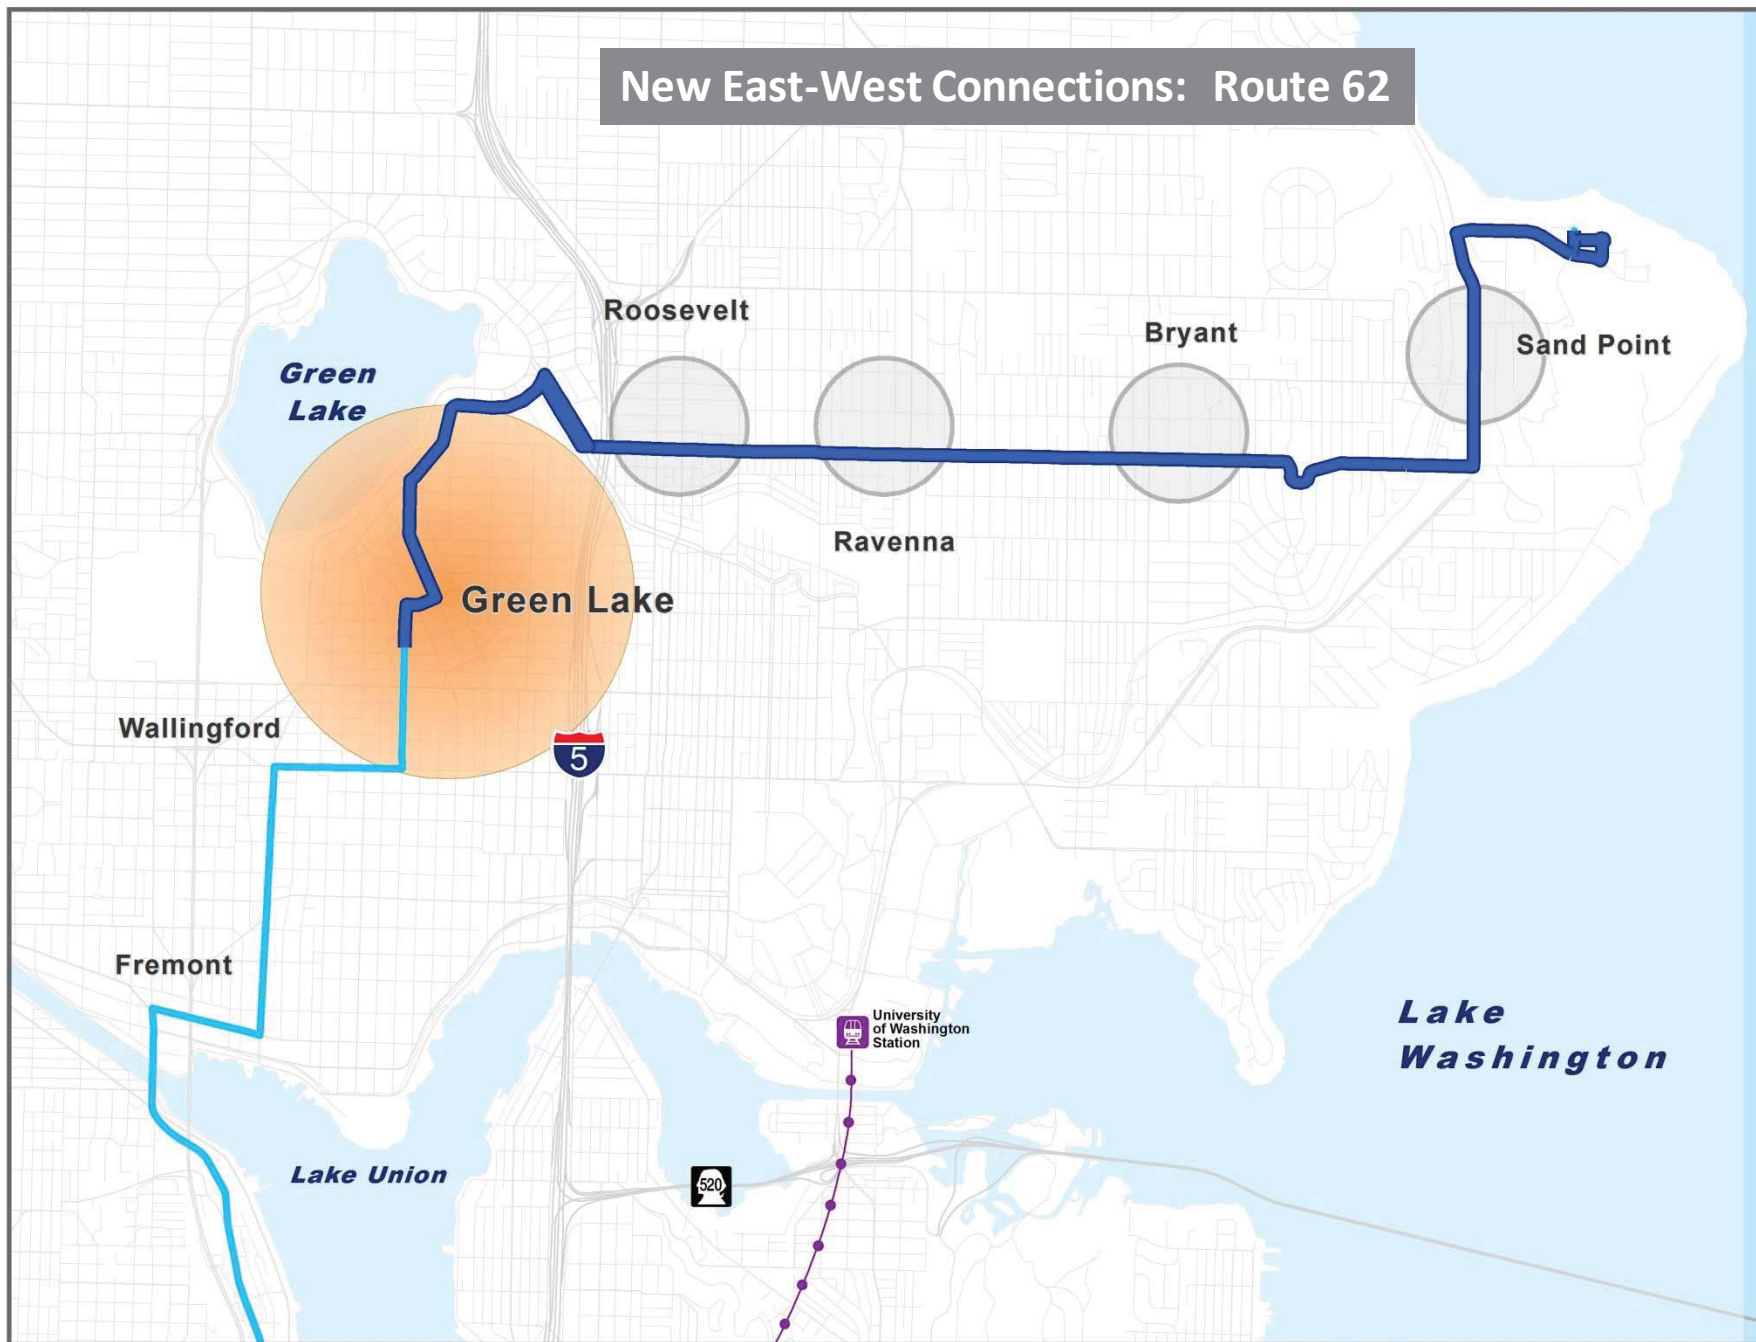 New East-West Connections: Route 62
Roosevelt
Bryant
Sand Point
Green
Lake
Ravenna
Green Lake
Wallingford
5
Fremont
University
of Washington
Station
Lake
Washington
Lake Union
520